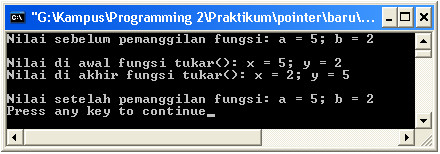 "G:\Kampus\Programming 2\Praktikum\pointer\baru\...
Nilai sebelum pemanggilan fungsi: a = 5; b = 2
Nilai di awal fungsi tukar(): x = 5; y = 2
Nilai di akhir fungsi tukar(): x = 2; y = 5
Nilai setelah pemanggilan fungsi: a = 5; b = 2
Press any key to continue_